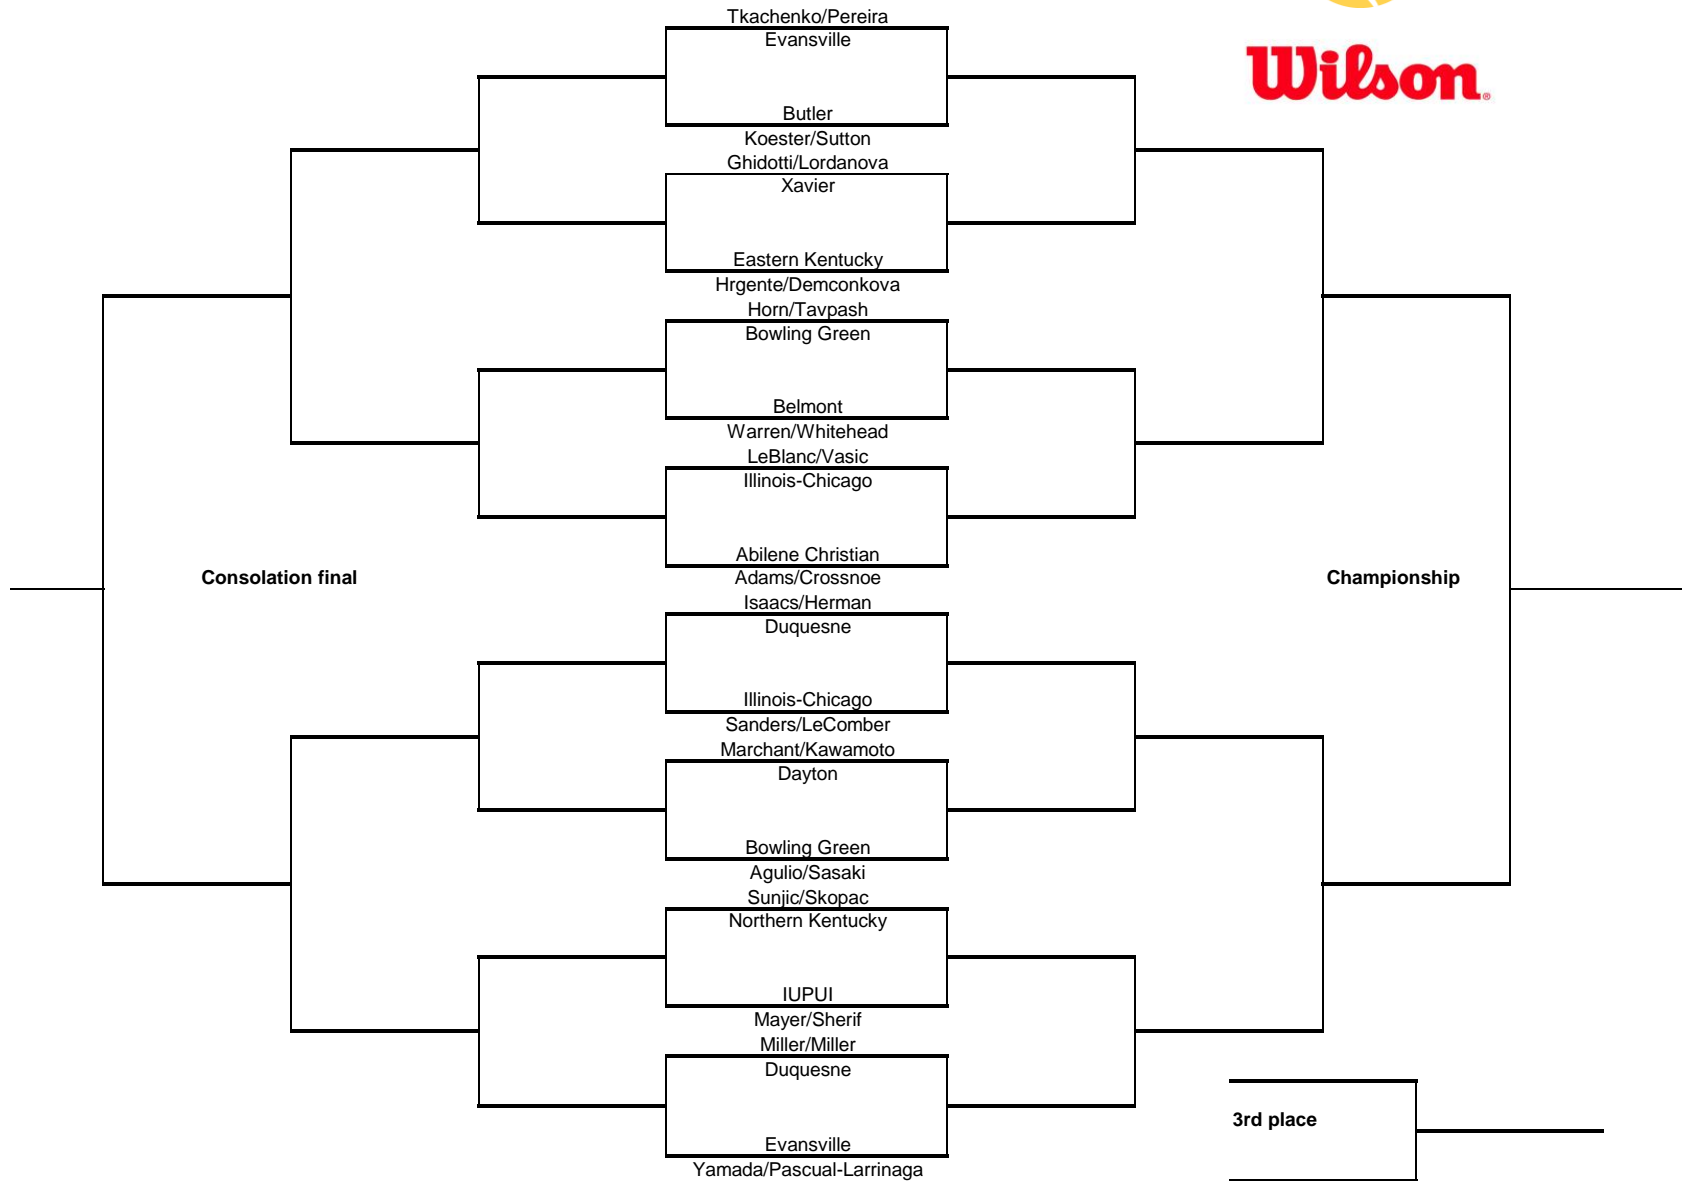 Tkachenko/Pereira
Evansville
Wilson®
Butler
Koester/Sutton
Ghidotti/Lordanova
Xavier
Eastern Kentucky
Hrgente/Demconkova
Horn/Tavpash
Bowling Green
Belmont
Warren/Whitehead
LeBlanc/Vasic
Illinois-Chicago
Abilene Christian
Consolation final
Adams/Crossnoe
Championship
Isaacs/Herman
Duquesne
Illinois-Chicago
Sanders/LeComber
Marchant/Kawamoto
Dayton
Bowling Green
Agulio/Sasaki
Sunjic/Skopac
Northern Kentucky
IUPUI
Mayer/Sherif
Miller/Miller
Duquesne
3rd place
Evansville
Yamada/Pascual-Larrinaga